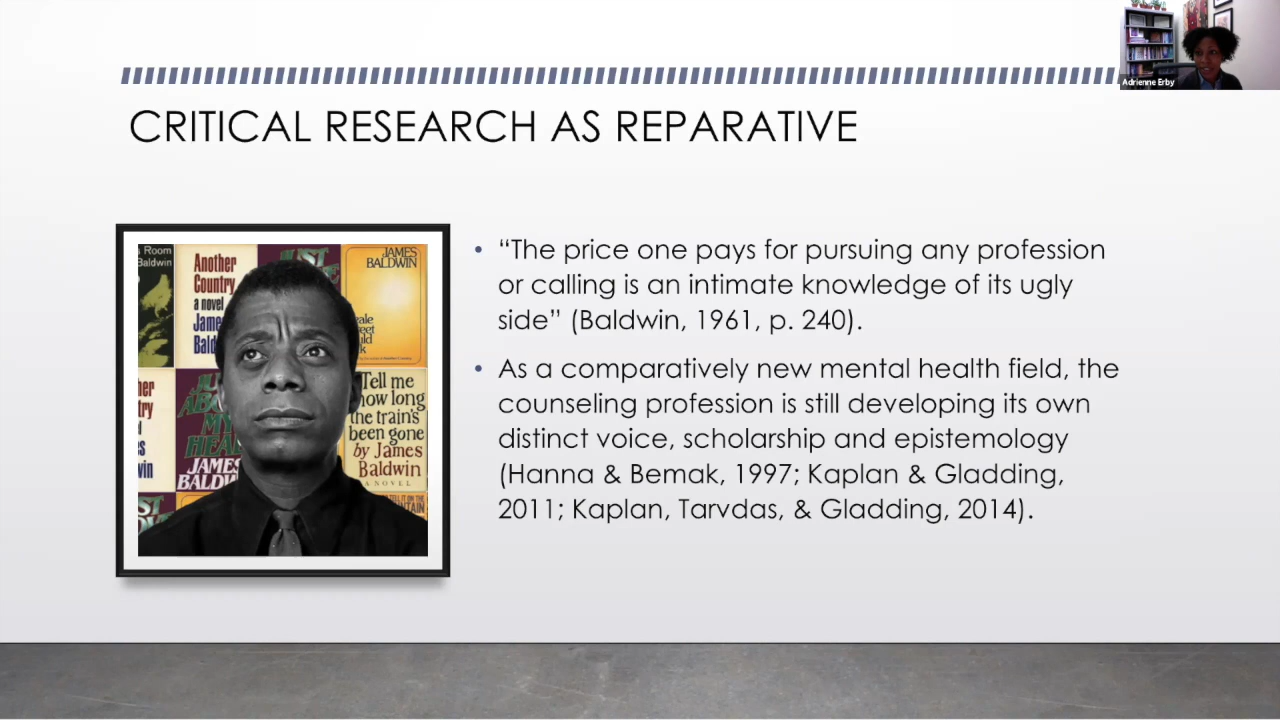 Adrienne Erby
CRITICAL RESEARCH AS REPARATIVE
Room
Baldwin
Another
Country
a novel
JAMES
BALDWIN
Tell me
how long
the train's
been gone
by James
Baldwin
A NOVEL
MY
JAMES
• “The price one pays for pursuing any profession
or calling is an intimate knowledge of its ugly
side” (Baldwin, 1961, p. 240).
• As a comparatively new mental health field, the
counseling profession is still developing its own
distinct voice, scholarship and epistemology
(Hanna & Bemak, 1997; Kaplan & Gladding,
2011; Kaplan, Tarvdas, & Gladding, 2014).